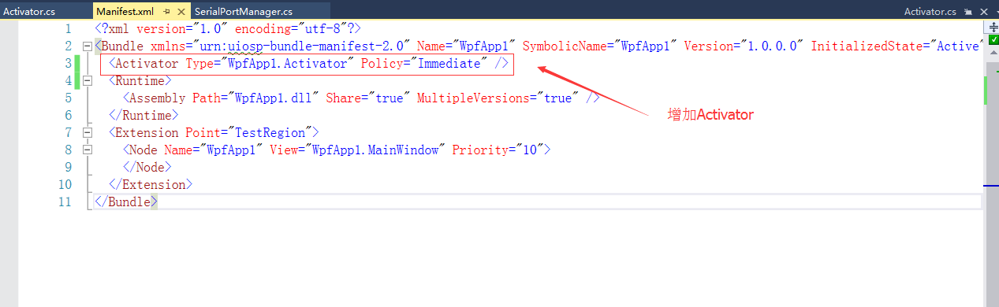 Activator.cs
Manifest.xml
SerialPortManager.cs
Activator.cs
1 <?xml version="1.0" encoding="utf-8"?>
2 <Bundle xmlns="urn:uiosp-bundle-manifest-2.0" Name="WpfApp1" SymbolicName="WpfApp1" Version="1.0.0.0" InitializedState="Active"
3 <Activator Type="WpfApp1.Activator" Policy="Immediate" />
4 <Runtime>
5 <Assembly Path="WpfApp1.dll" Share="true" MultipleVersions="true" />
增加Activator
6 </Runtime>
7 <Extension Point="TestRegion">
8 <Node Name="WpfApp1" View="WpfApp1.MainWindow" Priority="10">
9 </Node>
10 </Extension>
11 </Bundle>